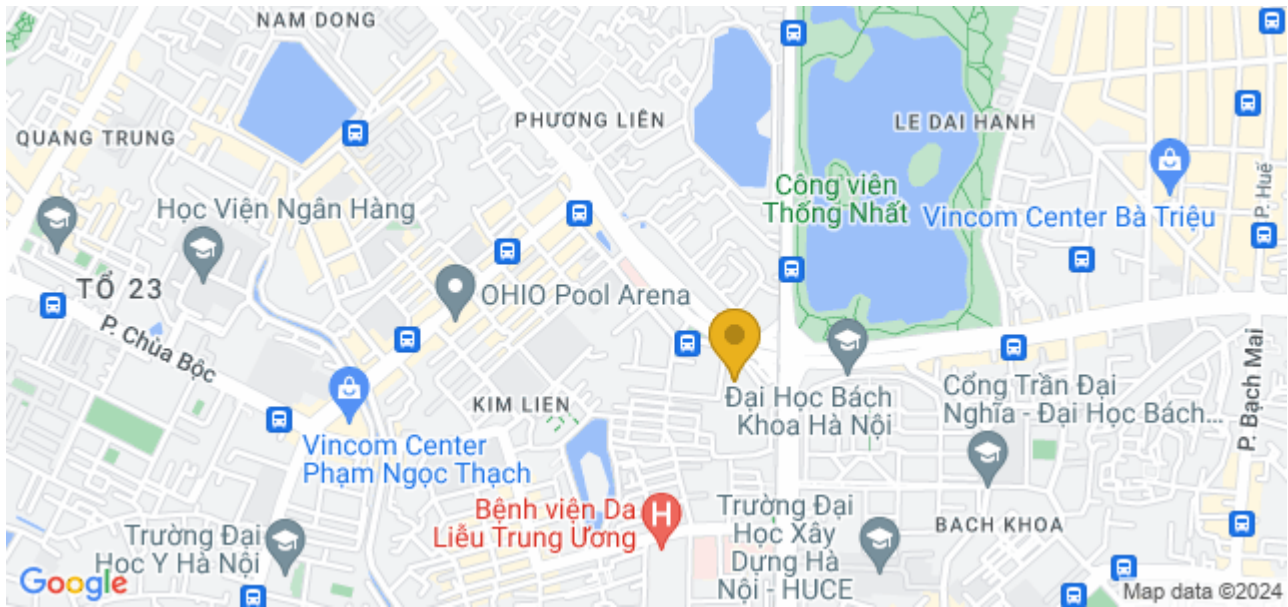 NAM DONG
QUANG TRUNG
PHƯƠNG LIÊN
LE DAI HANH
Công viên
Thống Nhất
Vincom Center Bà Triệu
P. Huế
Học Viện Ngân Hàng
TỔ 23
OHIO Pool Arena
P. Chùa Bộc
KIM LIEN
Đại Học Bách
Khoa Hà Nội
Cổng Trần Đại
Nghĩa - Đại Học Bách...
P. Bạch Mai
Vincom Center
Phạm Ngọc Thạch
Bệnh viện Da
Liễu Trung Ương
H
Trường Đại
Học Xây
Dựng Hà
Nội - HUCE
BACH KHOA
Trường Đại
Học Y Hà Nội
Google
Map data ©2024